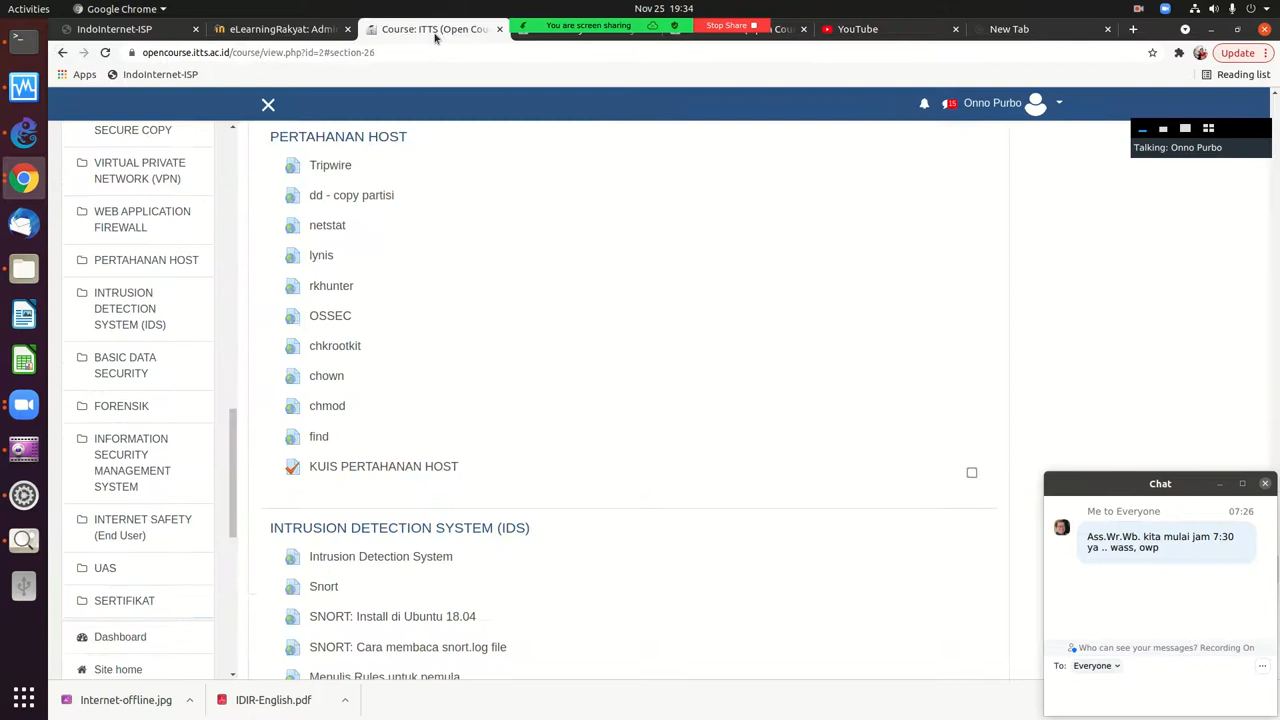 Activities
Google Chrome
Nov 25 19:34
IndoInternet-ISP
eLearningRakyat: Admi
Course: ITTS (Open Cou
You are screen sharing
Stop Share
Cou
YouTube
New Tab
opencourse.itts.ac.id/course/view.php?id=2#section-26
Update
Apps
IndoInternet-ISP
Reading list
15
Onno Purbo
Talking: Onno Purbo
SECURE COPY
VIRTUAL PRIVATE
NETWORK (VPN)
WEB APPLICATION
FIREWALL
PERTAHANAN HOST
INTRUSION
DETECTION
SYSTEM (IDS)
BASIC DATA
SECURITY
FORENSIK
INFORMATION
SECURITY
MANAGEMENT
SYSTEM
INTERNET SAFETY
(End User)
UAS
SERTIFIKAT
Dashboard
Site home
PERTAHANAN HOST
Tripwire
dd - copy partisi
netstat
lynis
rkhunter
OSSEC
chkrootkit
chown
chmod
find
KUIS PERTAHANAN HOST
INTRUSION DETECTION SYSTEM (IDS)
Intrusion Detection System
Snort
SNORT: Install di Ubuntu 18.04
SNORT: Cara membaca snort.log file
Menulis Rules untuk pemula
Chat
Me to Everyone
07:26
Ass.Wr.Wb. kita mulai jam 7:30
ya .. wass, owp
Who can see your messages? Recording On
To: Everyone
Internet-offline.jpg
IDIR-English.pdf